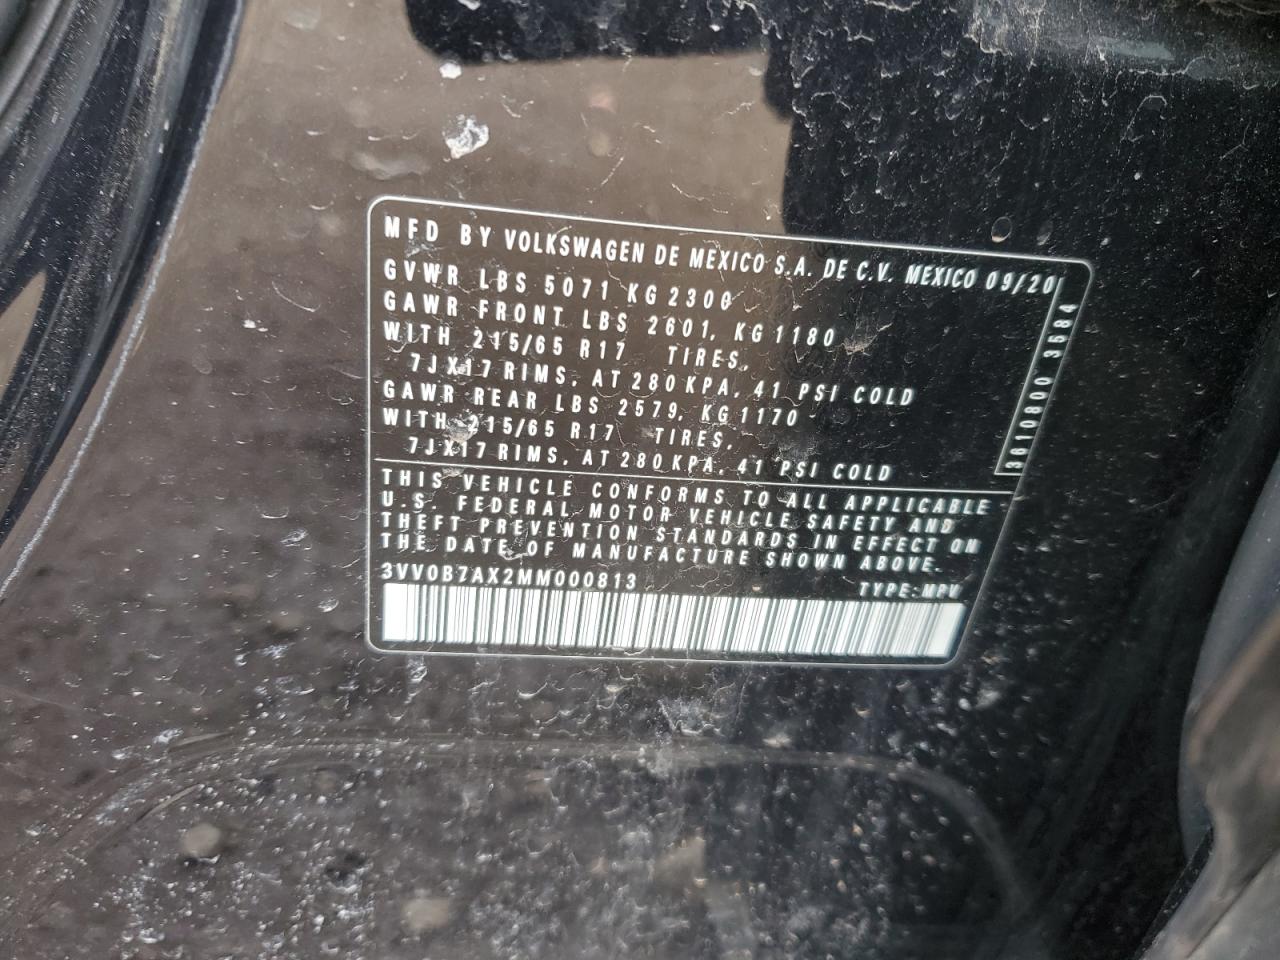 MFD BY VOLKSWAGEN DE MEXICO S.A. DE C.V. MEXICO 09/20
GVWR LBS 5071 KG 2300
GAWR FRONT LBS 2601, KG 1180
WITH 215/65 R17 TIRES,
7JX17 RIMS, AT 280 KPA, 41 PSI COLD
GAWR REAR LBS 2579, KG 1170
WITH 215/65 R17 TIRES,
7JX17 RIMS, AT 280 KPA, 41 PSI COLD
3610800 3684
THIS VEHICLE CONFORMS TO ALL APPLICABLE
U.S. FEDERAL MOTOR VEHICLE SAFETY AND
THEFT PREVENTION STANDARDS IN EFFECT ON
THE DATE OF MANUFACTURE SHOWN ABOVE.
3VV0B7AX2MM000813 TYPE: MPV